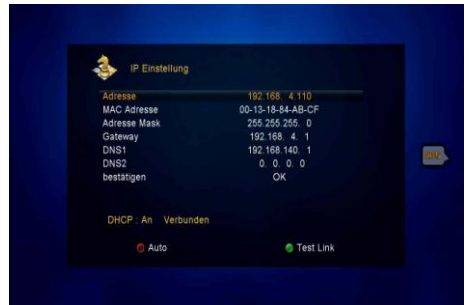 IP Einstellung
Adresse 192.168. 4.110
MAC Adresse 00-13-18-84-AB-CF
Adresse Mask 255.255.255. 0
Gateway 192.168. 4. 1
DNS1 192.168.140. 1
DNS2 0. 0. 0. 0
bestätigen OK
DHCP : An Verbunden
Auto Test Link